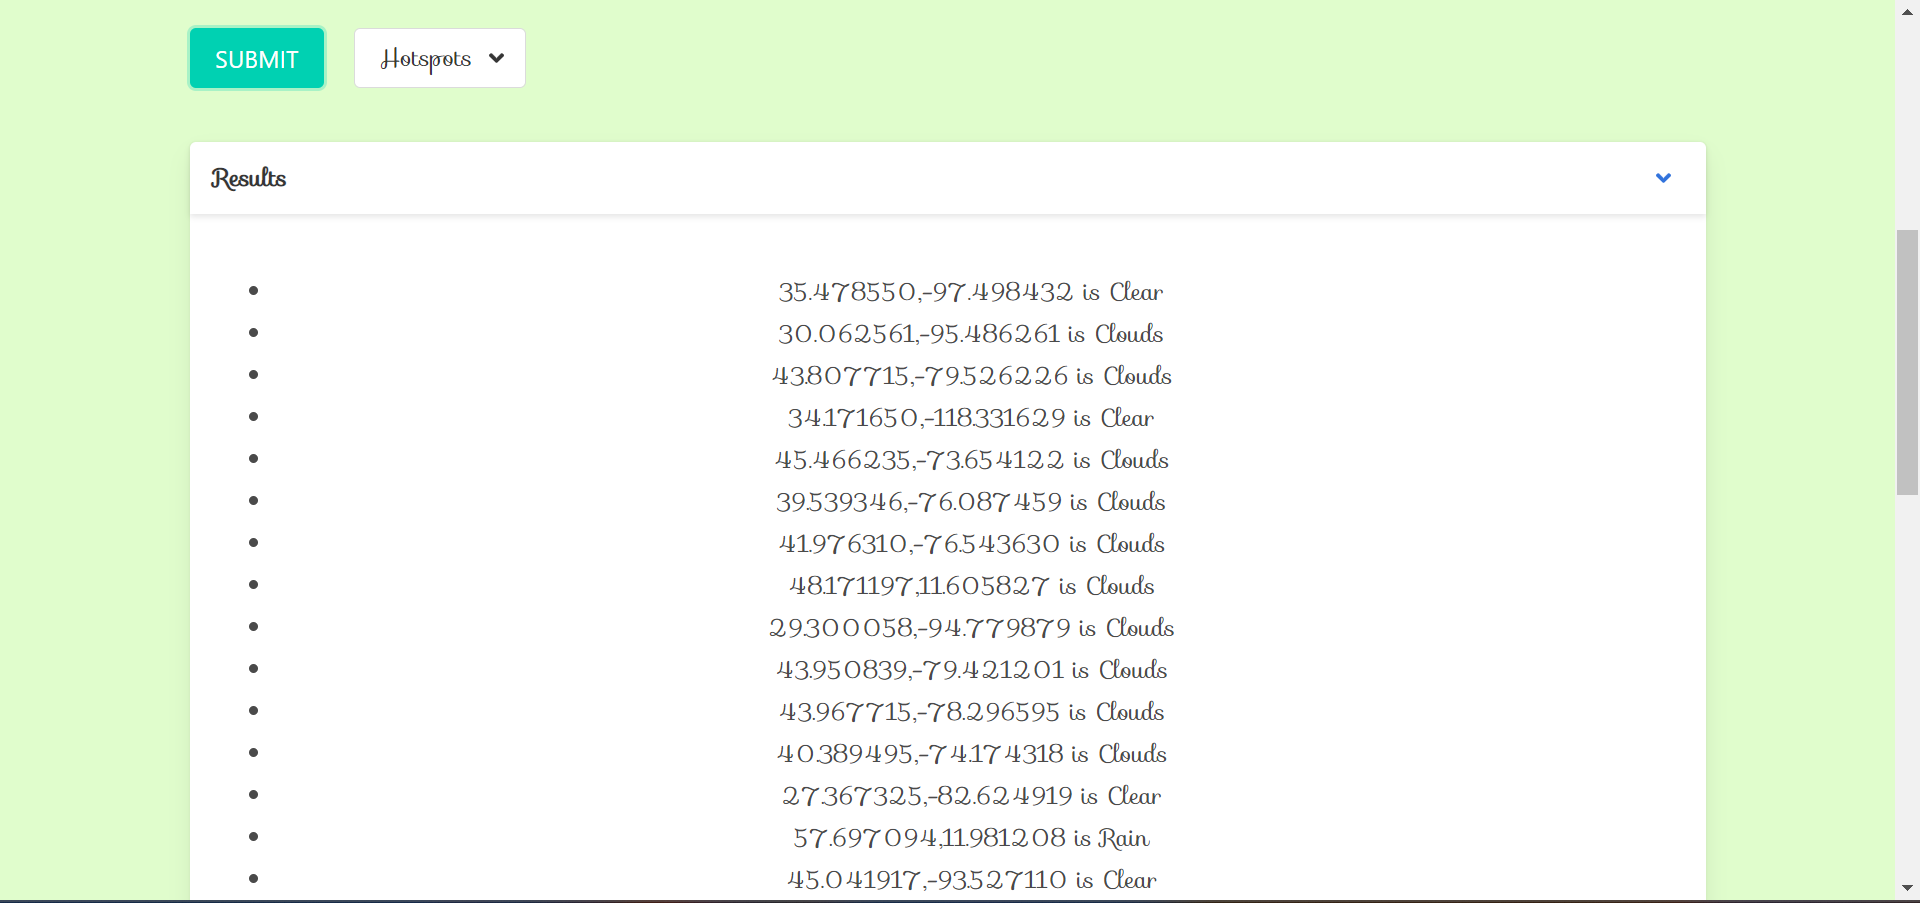 SUBMIT
Hotspots
Results
35.478550,-97.498432 is Clear
30.062561,-95.486261 is Clouds
43.807715,-79.526226 is Clouds
34.171650,-118.331629 is Clear
45.466235,-73.654122 is Clouds
39.539346,-76.087459 is Clouds
41.976310,-76.543630 is Clouds
48.171197,11.605827 is Clouds
29.300058,-94.779879 is Clouds
43.950839,-79.421201 is Clouds
43.967715,-78.296595 is Clouds
40.389495,-74.174318 is Clouds
27.367325,-82.624919 is Clear
57.697094,11.981208 is Rain
45.041917,-93.527110 is Clear